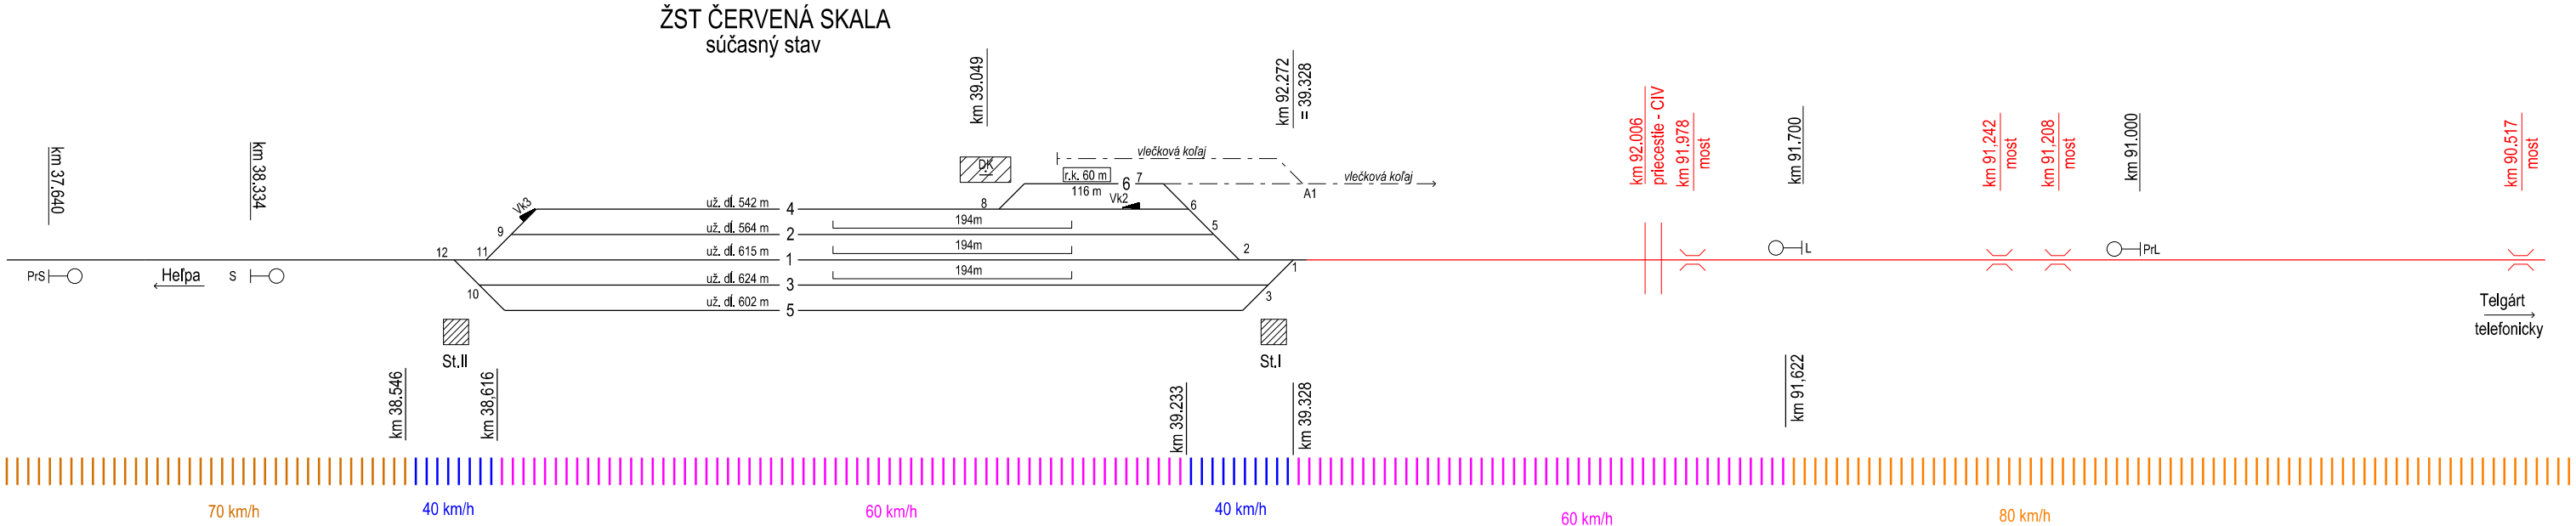 ŽST ČERVENÁ SKALA
súčasný stav
km 37.640
km 38.334
km 39.049
km 92.272
= 39.328
km 92.006
priecestie - CIV
km 91.978
most
km 91.700
km 91,242
most
km 91,208
most
km 91.000
km 90.517
most
DK
vlečková koľaj
r.k. 60 m
7
6
116 m
vlečková koľaj
A1
Vk3
už. dĺ. 542 m
4
8
Vk2
6
9
už. dĺ. 564 m
2
194m
5
12
11
už. dĺ. 615 m
1
194m
2
1
L
PrL
PrS
Heľpa
S
10
už. dĺ. 624 m
3
194m
3
už. dĺ. 602 m
5
Telgárt
telefonicky
St.II
St.I
km 38.546
km 38,616
km 39.233
km 39.328
km 91,622
70 km/h
40 km/h
60 km/h
40 km/h
60 km/h
80 km/h